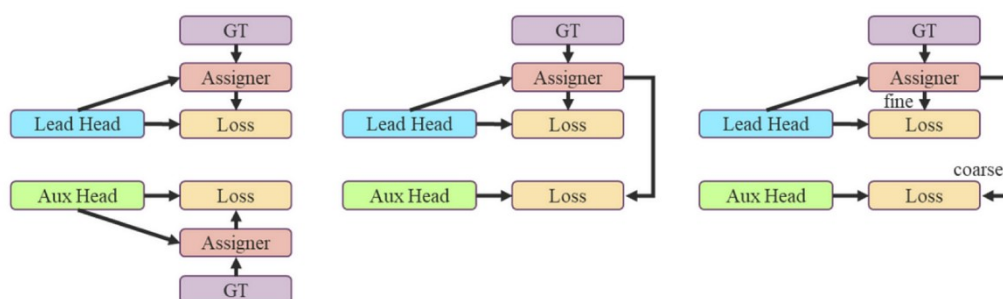 GT
Assigner
Lead Head
Loss
Aux Head
Loss
Assigner
GT
GT
Assigner
Lead Head
Loss
Aux Head
Loss
GT
Assigner
fine
Lead Head
Loss
coarse
Aux Head
Loss